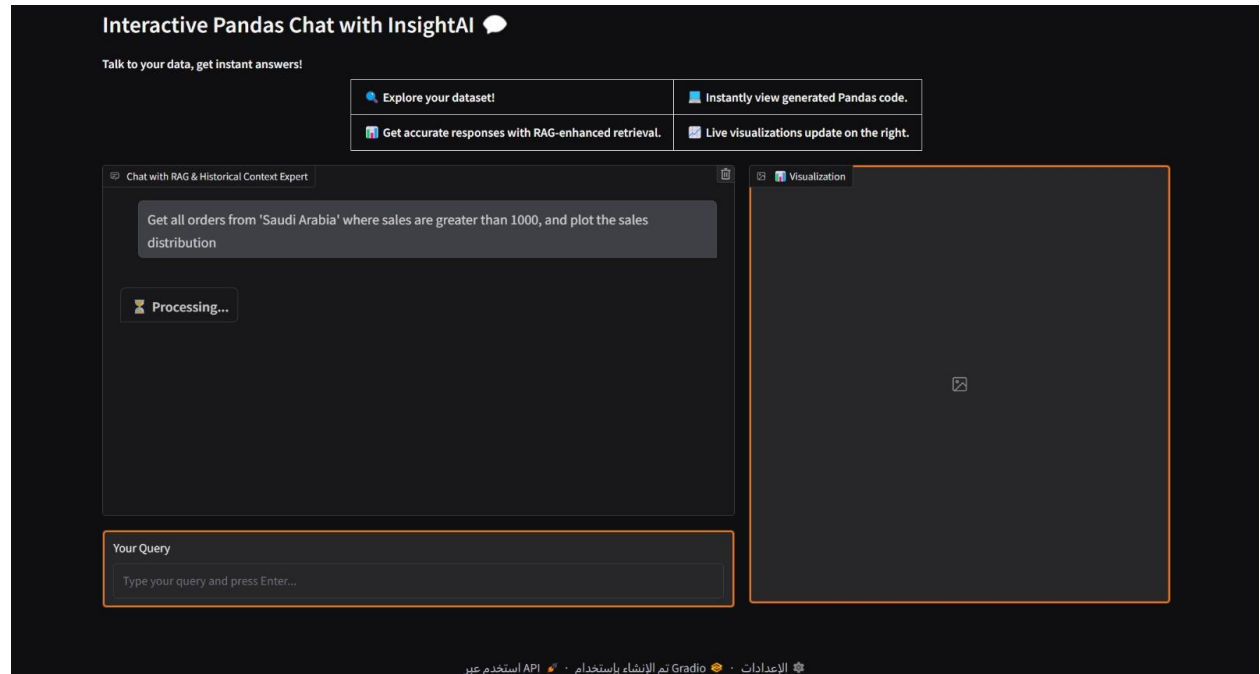 Interactive Pandas Chat with InsightAI 💬
Talk to your data, get instant answers!
🔍 Explore your dataset!
💻 Instantly view generated Pandas code.
📊 Get accurate responses with RAG-enhanced retrieval.
📈 Live visualizations update on the right.
Chat with RAG & Historical Context Expert
📊 Visualization
Get all orders from 'Saudi Arabia' where sales are greater than 1000, and plot the sales
distribution
⏳ Processing...
Your Query
Type your query and press Enter...
استخدم عبر API · تم الإنشاء بإستخدام Gradio · الإعدادات